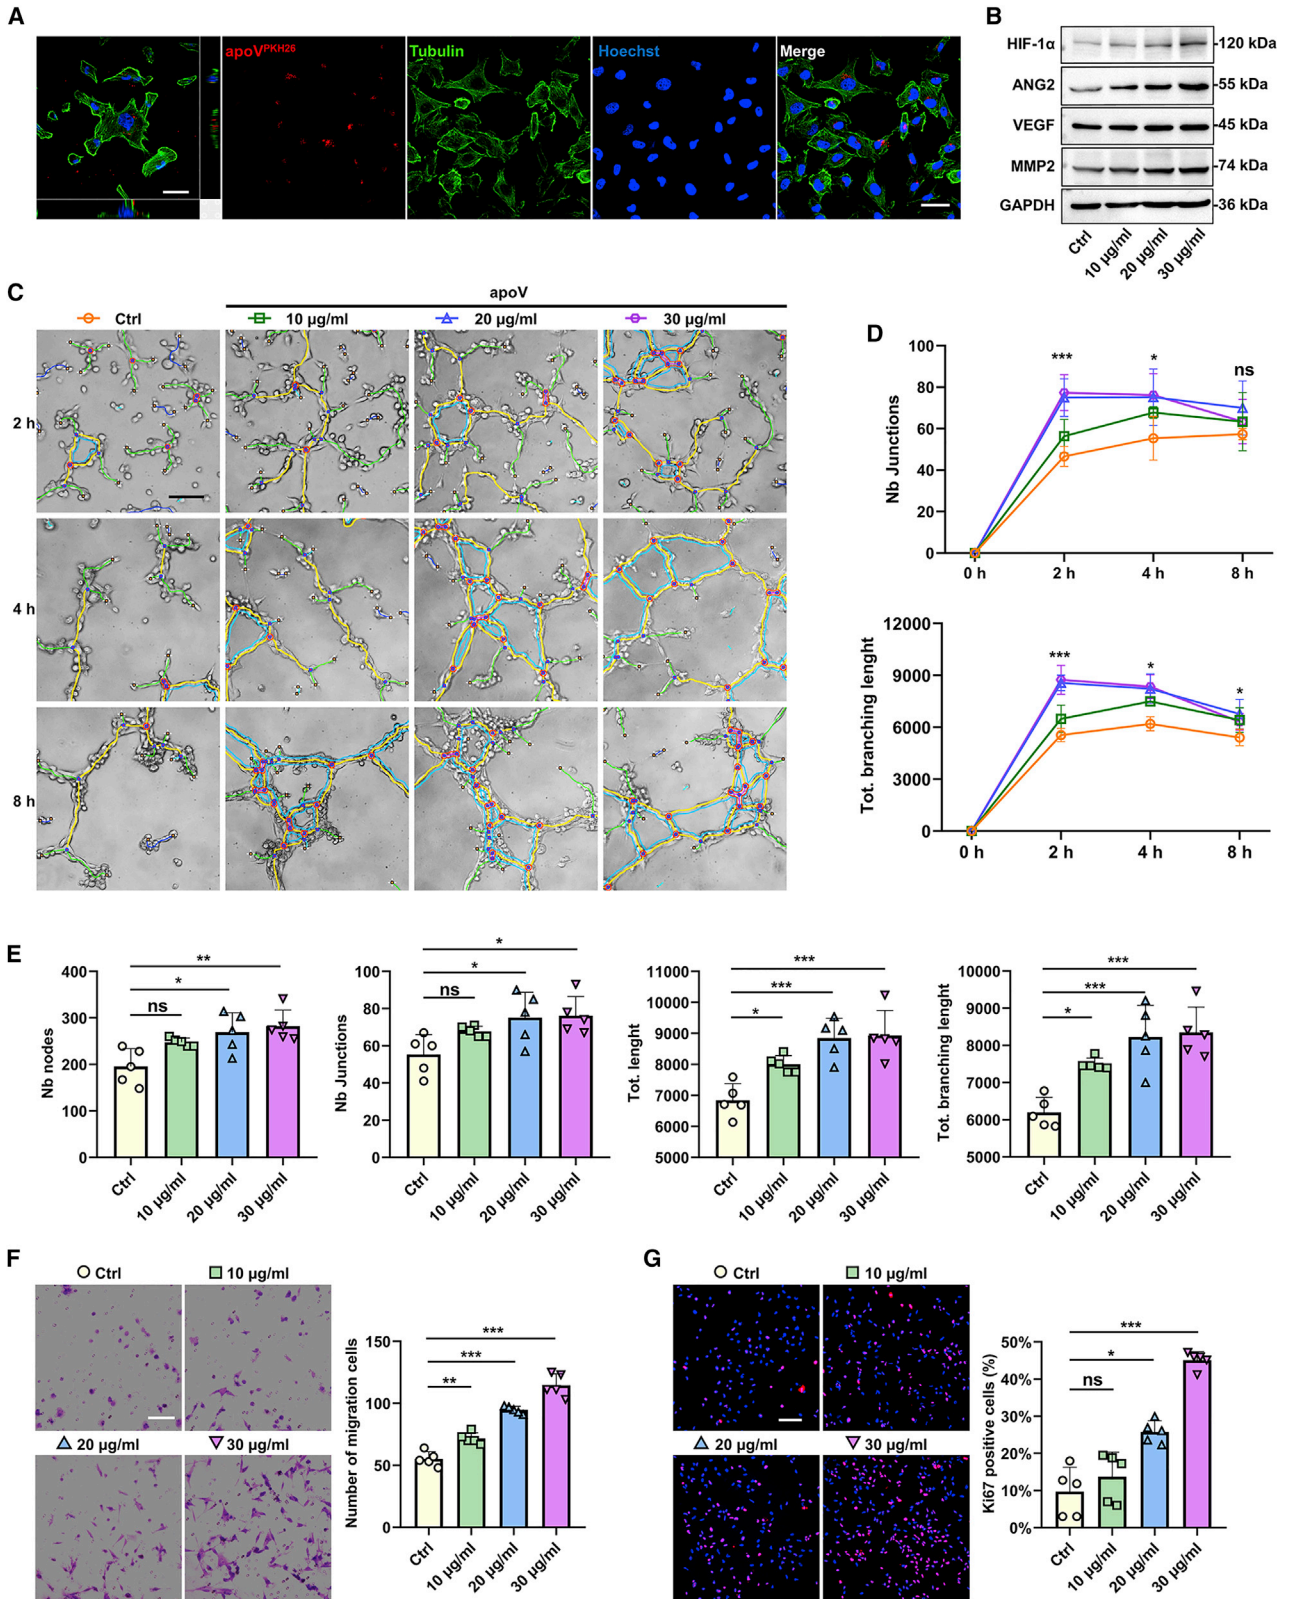 A
apoVPKH26
Tubulin
Hoechst
Merge
B
HIF-1α
-120 kDa
ANG2
-55 kDa
VEGF
-45 kDa
MMP2
-74 kDa
GAPDH
-36 kDa
Ctrl
10 μg/ml
20 μg/ml
30 μg/ml
C
apoV
Ctrl
10 μg/ml
20 μg/ml
30 μg/ml
2 h
4 h
8 h
D
Nb Junctions
100
80
60
40
20
0
***
*
ns
0 h
2 h
4 h
8 h
Tot. branching lenght
12000
9000
6000
3000
0
***
*
*
0 h
2 h
4 h
8 h
E
Nb nodes
400
300
200
100
0
**
*
ns
Ctrl
10 μg/ml
20 μg/ml
30 μg/ml
Nb Junctions
100
80
60
40
20
0
*
*
ns
Ctrl
10 μg/ml
20 μg/ml
30 μg/ml
Tot. lenght
11000
10000
9000
8000
7000
6000
5000
***
***
*
Ctrl
10 μg/ml
20 μg/ml
30 μg/ml
Tot. branching lenght
10000
9000
8000
7000
6000
5000
***
***
*
Ctrl
10 μg/ml
20 μg/ml
30 μg/ml
F
Ctrl
10 μg/ml
20 μg/ml
30 μg/ml
Number of migration cells
150
100
50
0
***
***
**
Ctrl
10 μg/ml
20 μg/ml
30 μg/ml
G
Ctrl
10 μg/ml
20 μg/ml
30 μg/ml
Ki67 positive cells (%)
50%
40%
30%
20%
10%
0%
***
*
ns
Ctrl
10 μg/ml
20 μg/ml
30 μg/ml